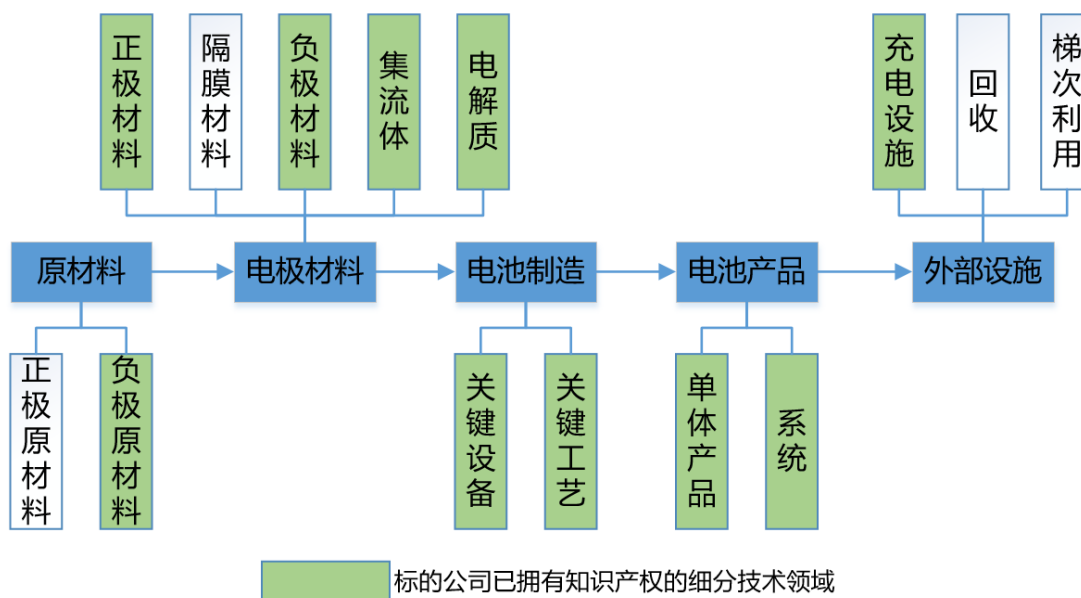 正极材料
隔膜材料
负极材料
集流体
电解质
充电设施
回收
梯次利用
原材料
电极材料
电池制造
电池产品
外部设施
正极原材料
负极原材料
关键设备
关键工艺
单体产品
系统
标的公司已拥有知识产权的细分技术领域